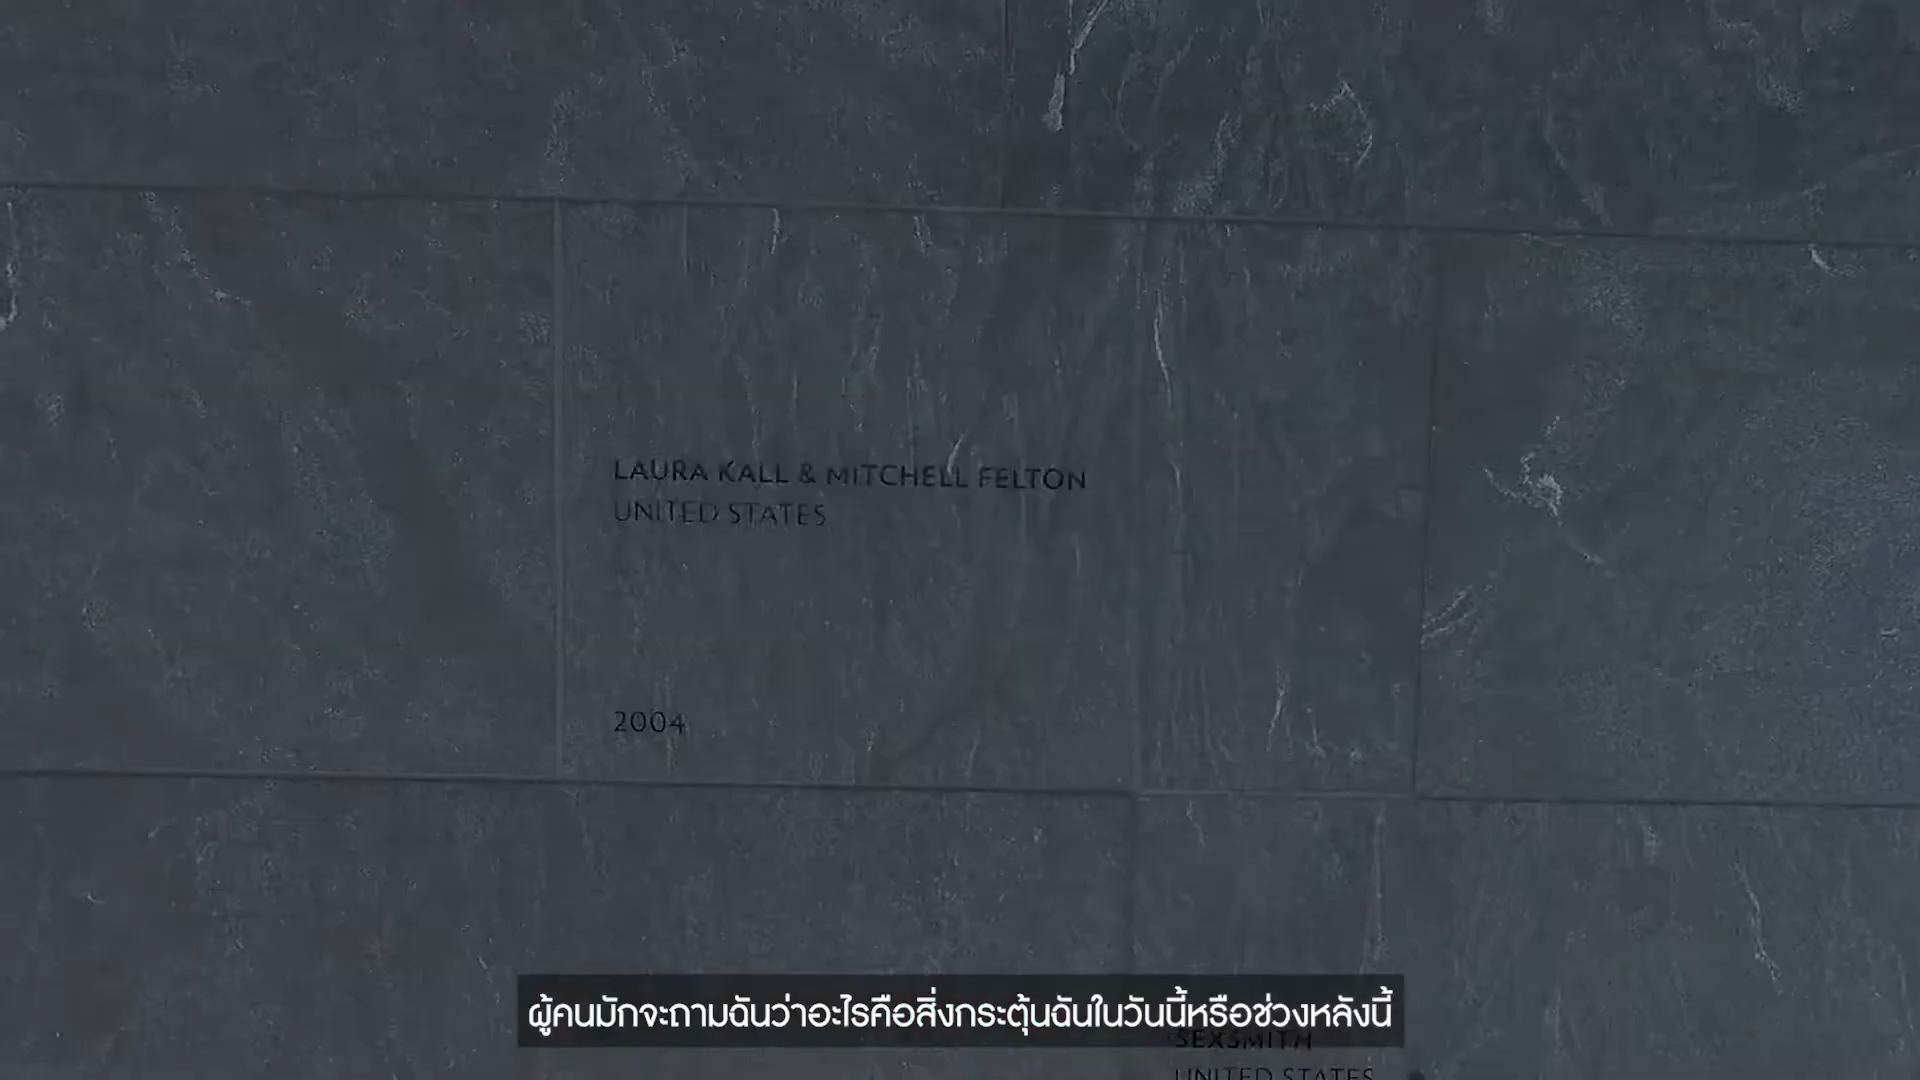 LAURA KALL & MITCHELL FELTON
UNITED STATES
2004
ผู้คนมักจะถามฉันว่าอะไรคือสิ่งกระตุ้นฉันในวันนี้หรือช่วงหลังนี้
SEXSMITH
UNITED STATES